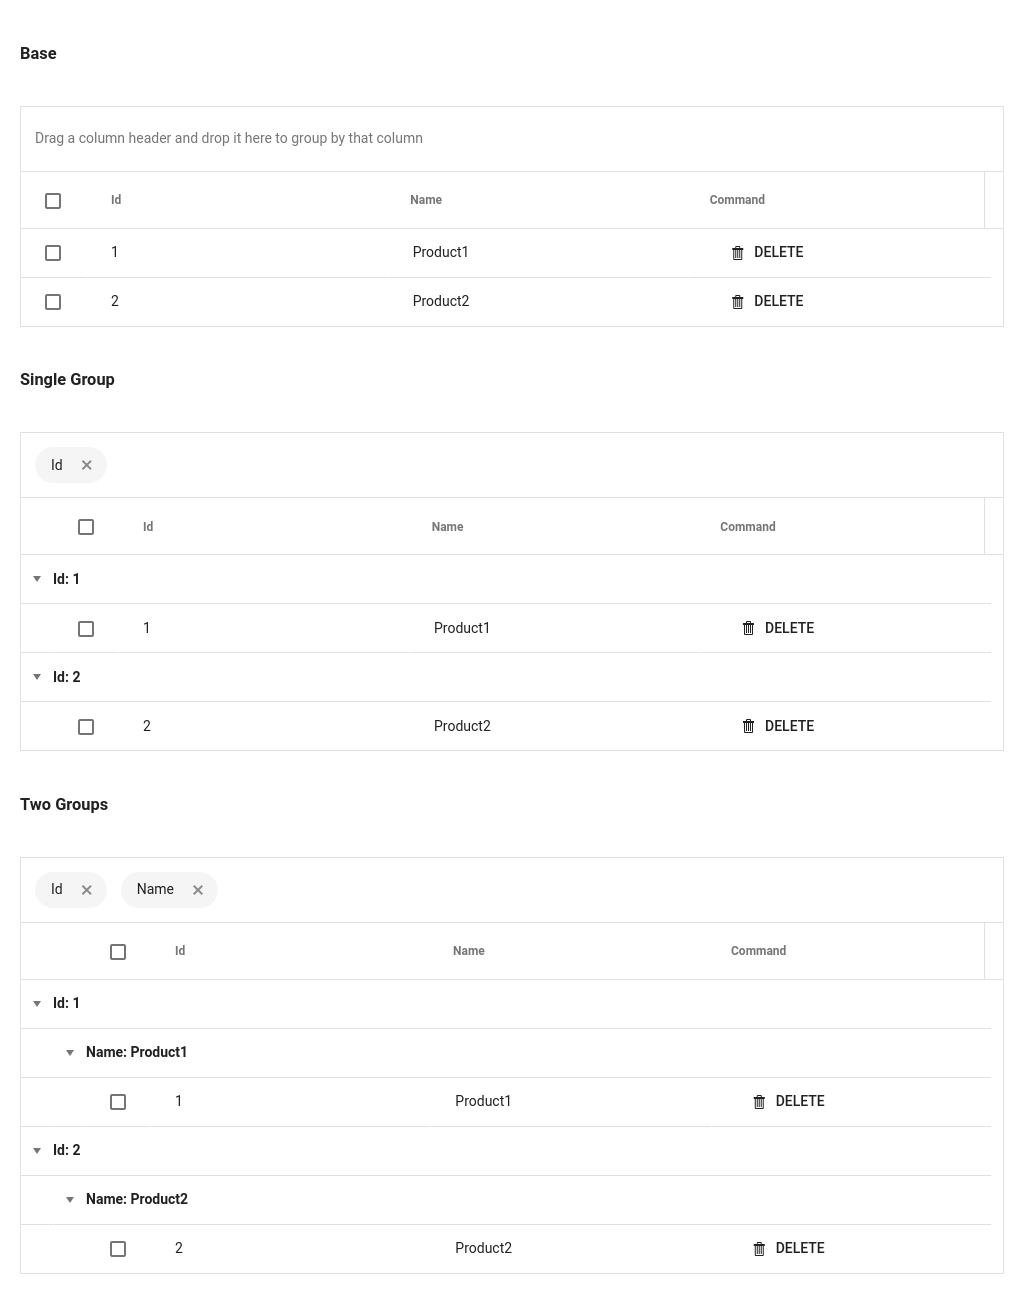 Base
Drag a column header and drop it here to group by that column
Id Name Command
1 Product1 DELETE
2 Product2 DELETE
Single Group
Id
Id Name Command
Id: 1
1 Product1 DELETE
Id: 2
2 Product2 DELETE
Two Groups
Id Name
Id Name Command
Id: 1
Name: Product1
1 Product1 DELETE
Id: 2
Name: Product2
2 Product2 DELETE